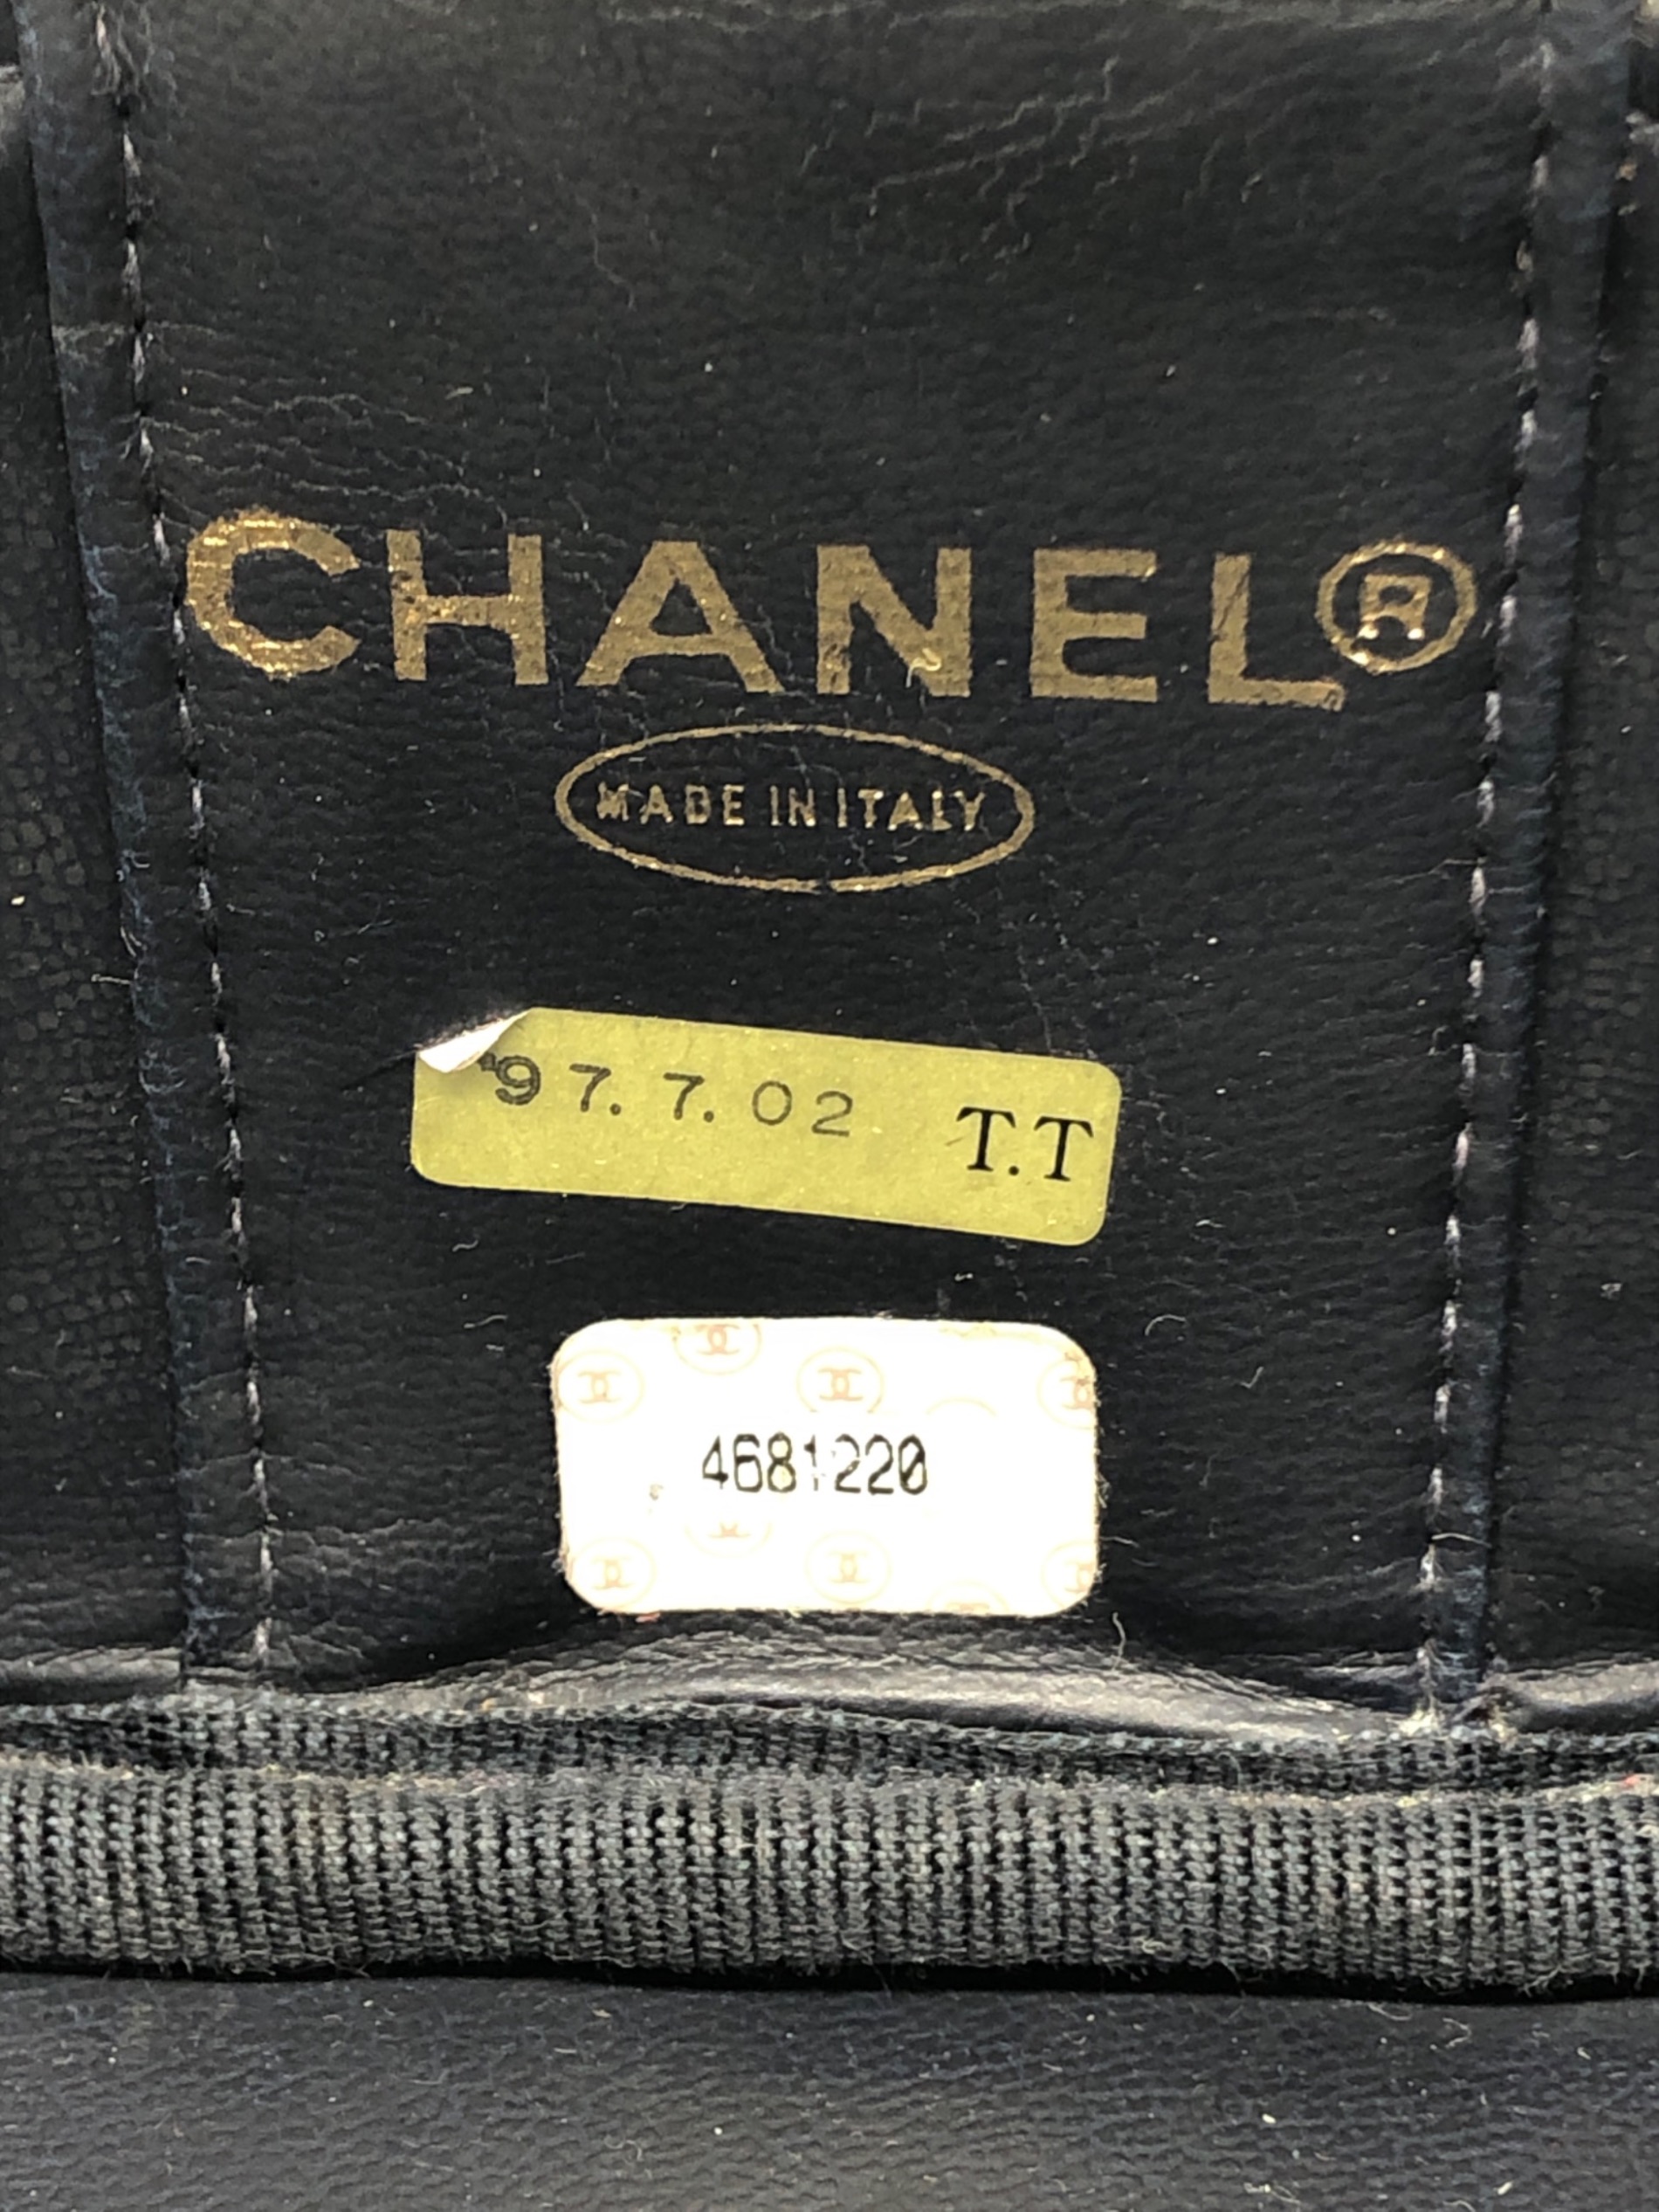 CHANEL®
MADE IN ITALY
'97.7.02 T.T
4681220